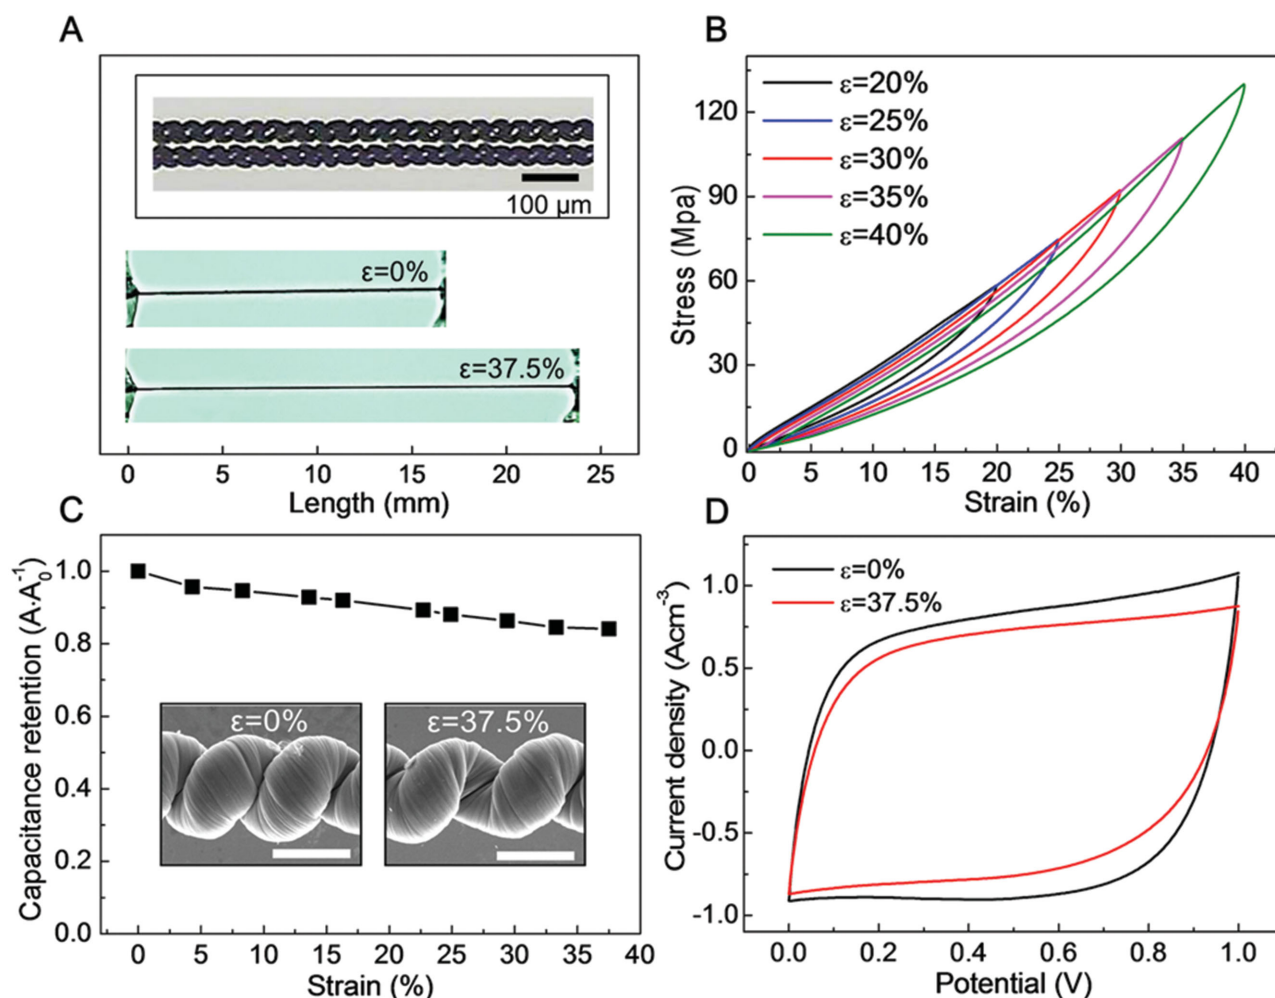 A
100 µm
ε=0%
ε=37.5%
0 5 10 15 20 25
Length (mm)
B
Stress (Mpa)
120
90
60
30
0
ε=20%
ε=25%
ε=30%
ε=35%
ε=40%
0 5 10 15 20 25 30 35 40
Strain (%)
C
Capacitance retention (A·A₀⁻¹)
1.0
0.8
0.6
0.4
0.2
0.0
ε=0%
ε=37.5%
0 5 10 15 20 25 30 35 40
Strain (%)
D
Current density (Acm⁻³)
1.0
0.5
0.0
-0.5
-1.0
ε=0%
ε=37.5%
0.0 0.2 0.4 0.6 0.8 1.0
Potential (V)